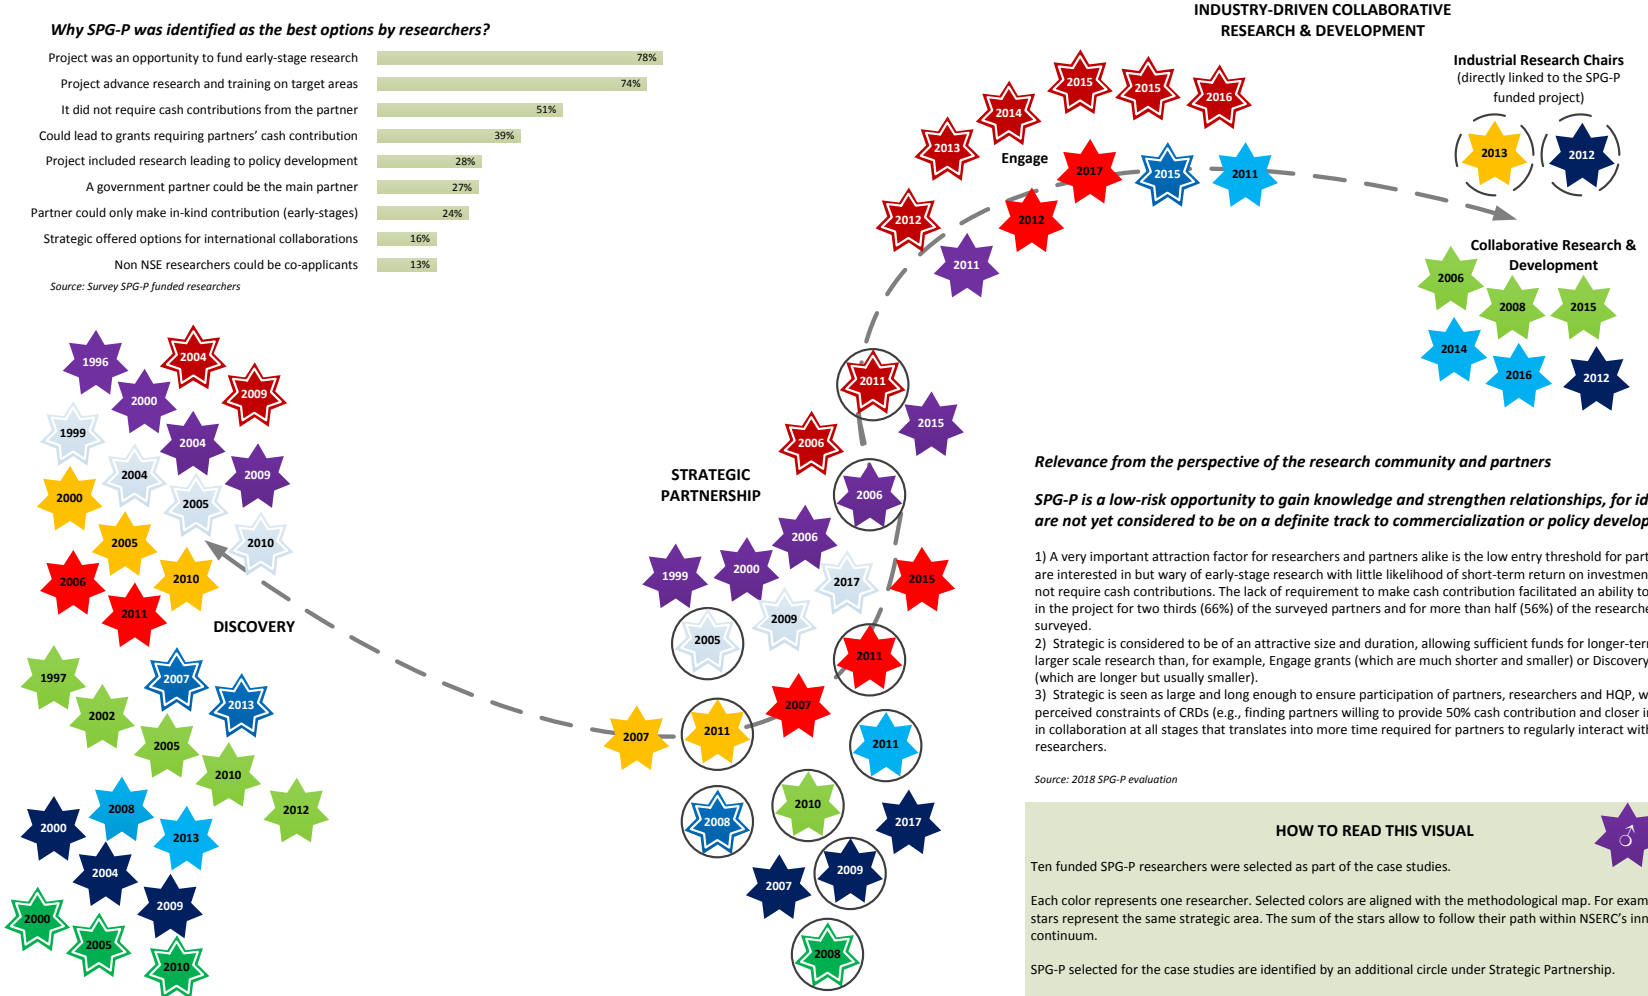 Why SPG-P was identified as the best options by researchers?
Project was an opportunity to fund early-stage research 78%
Project advance research and training on target areas 74%
It did not require cash contributions from the partner 51%
Could lead to grants requiring partners' cash contribution 39%
Project included research leading to policy development 28%
A government partner could be the main partner 27%
Partner could only make in-kind contribution (early-stages) 24%
Strategic offered options for international collaborations 16%
Non NSE researchers could be co-applicants 13%
Source: Survey SPG-P funded researchers
INDUSTRY-DRIVEN COLLABORATIVE
RESEARCH & DEVELOPMENT
2015
2015
2016
2014
2013
Engage
2017
2015
2011
2012
2012
2011
Industrial Research Chairs
(directly linked to the SPG-P
funded project)
2013
2012
Collaborative Research &
Development
2006
2008
2015
2014
2016
2012
1996
2004
2000
2009
1999
2004
2004
2009
2000
2005
2005
2010
2006
2010
2011
DISCOVERY
1997
2007
2002
2013
2005
2010
2008
2012
2000
2013
2004
2009
2000
2005
2010
STRATEGIC
PARTNERSHIP
2011
2015
2006
2006
2006
1999
2000
2017
2015
2009
2005
2011
2007
2007
2011
2011
2010
2008
2017
2009
2007
2008
Relevance from the perspective of the research community and partners
SPG-P is a low-risk opportunity to gain knowledge and strengthen relationships, for id
are not yet considered to be on a definite track to commercialization or policy develop
1) A very important attraction factor for researchers and partners alike is the low entry threshold for part
are interested in but wary of early-stage research with little likelihood of short-term return on investmen
not require cash contributions. The lack of requirement to make cash contribution facilitated an ability to
in the project for two thirds (66%) of the surveyed partners and for more than half (56%) of the researche
surveyed.
2) Strategic is considered to be of an attractive size and duration, allowing sufficient funds for longer-terr
larger scale research than, for example, Engage grants (which are much shorter and smaller) or Discovery
(which are longer but usually smaller).
3) Strategic is seen as large and long enough to ensure participation of partners, researchers and HQP, w
perceived constraints of CRDs (e.g., finding partners willing to provide 50% cash contribution and closer in
in collaboration at all stages that translates into more time required for partners to regularly interact with
researchers.
Source: 2018 SPG-P evaluation
HOW TO READ THIS VISUAL
Ten funded SPG-P researchers were selected as part of the case studies.
Each color represents one researcher. Selected colors are aligned with the methodological map. For exam
stars represent the same strategic area. The sum of the stars allow to follow their path within NSERC's inn
continuum.
SPG-P selected for the case studies are identified by an additional circle under Strategic Partnership.